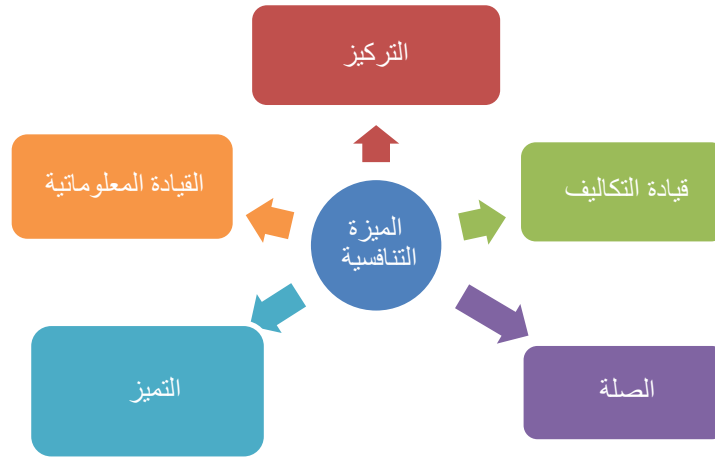 التركيز
قيادة التكاليف
القيادة المعلوماتية
الميزة
التنافسية
الصلة
التميز